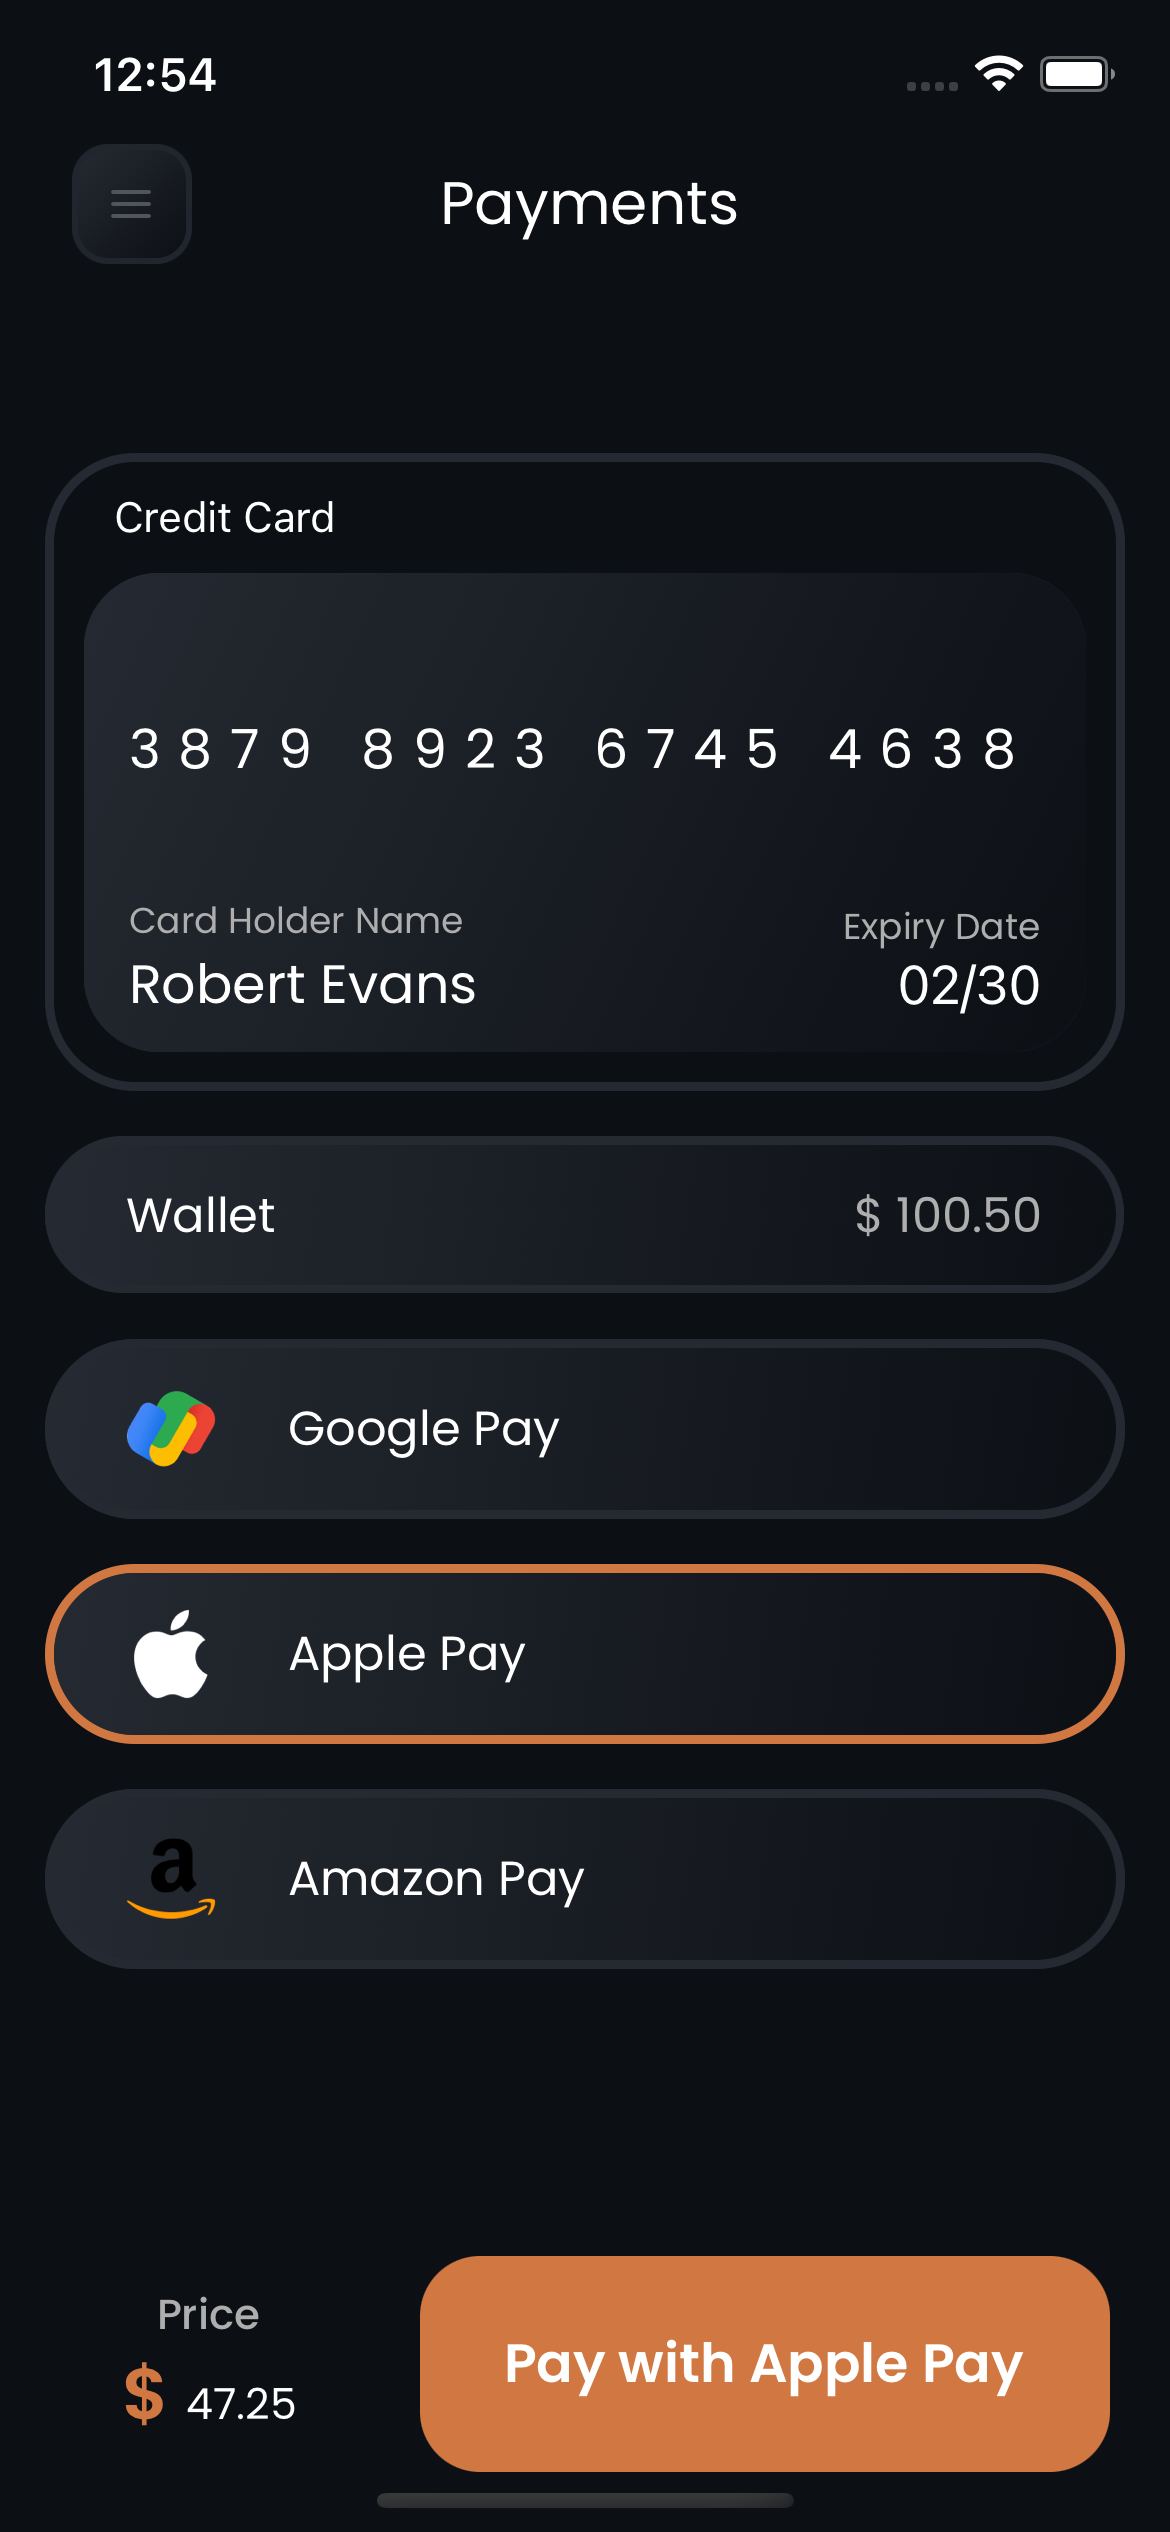 12:54
Payments
Credit Card
3879 8923 6745 4638
Card Holder Name
Robert Evans
Expiry Date
02/30
Wallet
$ 100.50
Google Pay
Apple Pay
a
Amazon Pay
Price
$ 47.25
Pay with Apple Pay